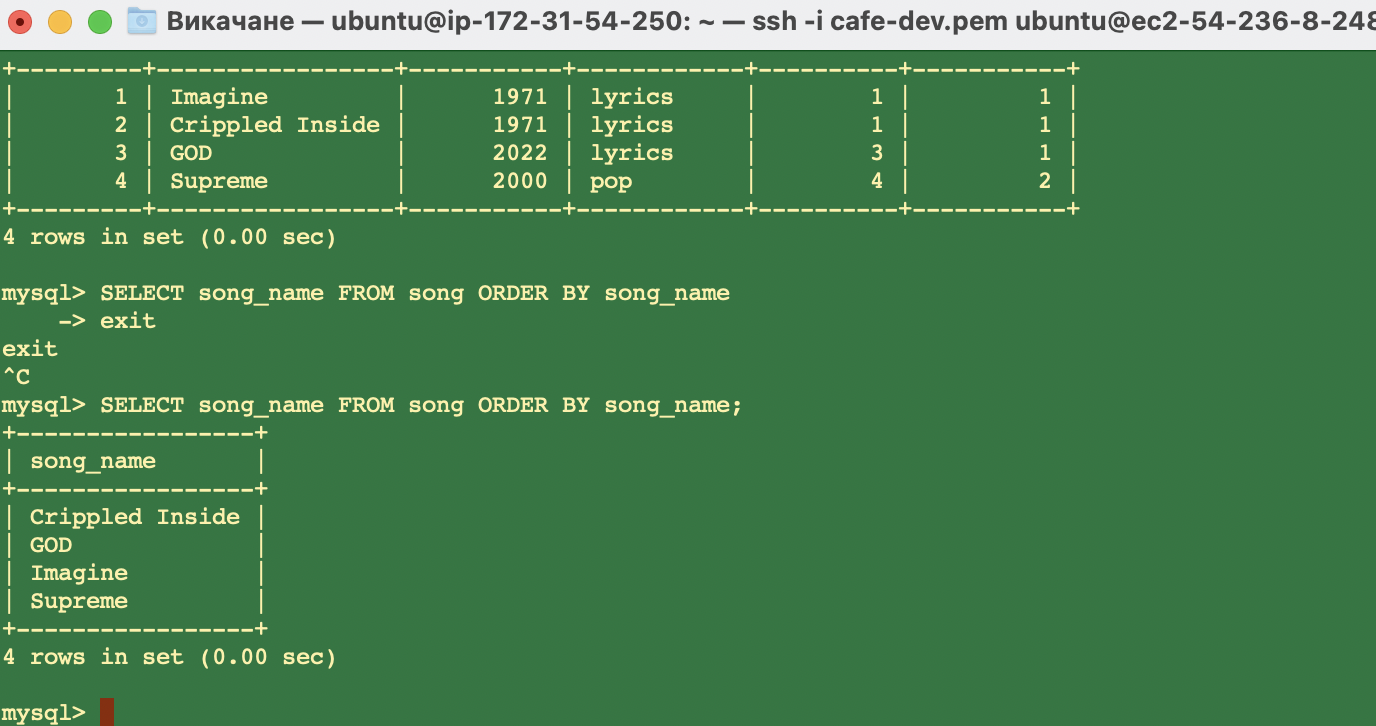 Викачане — ubuntu@ip-172-31-54-250: ~ — ssh -i cafe-dev.pem ubuntu@ec2-54-236-8-248
+---------+-----------------+-----------+------------+----------+-----------+
|       1 | Imagine         |      1971 | lyrics     |        1 |         1 |
|       2 | Crippled Inside |      1971 | lyrics     |        1 |         1 |
|       3 | GOD             |      2022 | lyrics     |        3 |         1 |
|       4 | Supreme         |      2000 | pop        |        4 |         2 |
+---------+-----------------+-----------+------------+----------+-----------+
4 rows in set (0.00 sec)
mysql> SELECT song_name FROM song ORDER BY song_name
    -> exit
exit
^C
mysql> SELECT song_name FROM song ORDER BY song_name;
+-----------------+
| song_name       |
+-----------------+
| Crippled Inside |
| GOD             |
| Imagine         |
| Supreme         |
+-----------------+
4 rows in set (0.00 sec)
mysql>